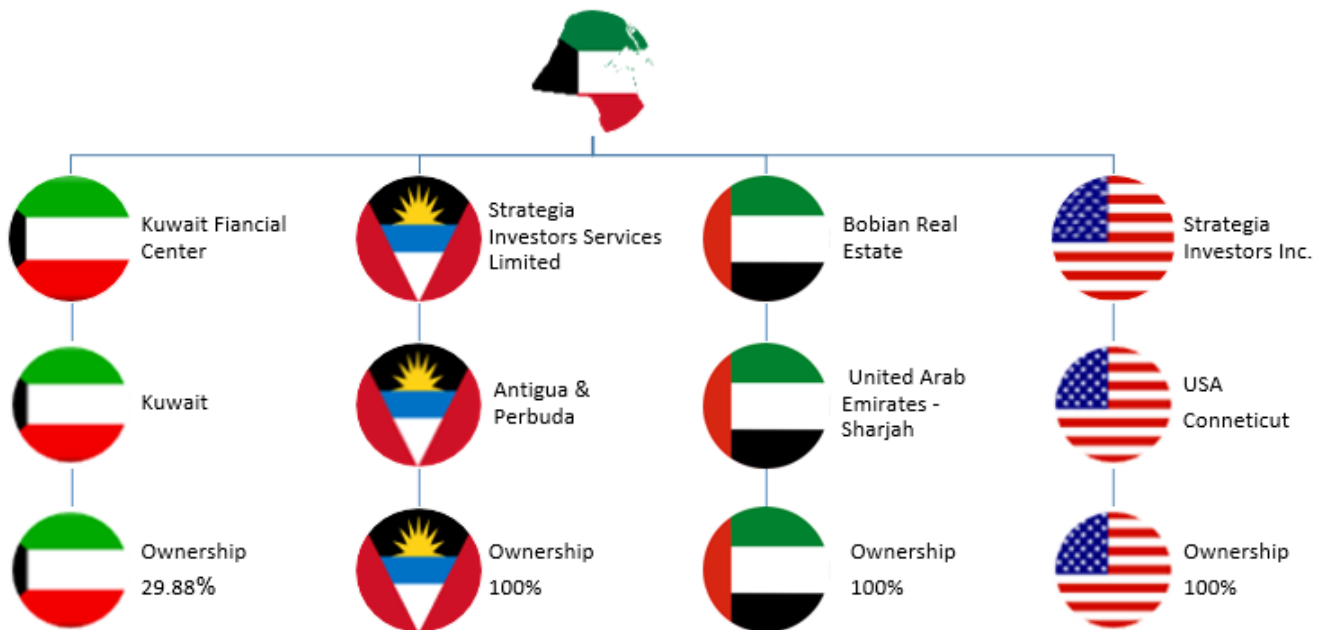 Kuwait Fiancial
Center
Strategia
Investors Services
Limited
Bobian Real
Estate
Strategia
Investors Inc.
Kuwait
Antigua &
Perbuda
United Arab
Emirates -
Sharjah
USA
Conneticut
Ownership
29.88%
Ownership
100%
Ownership
100%
Ownership
100%